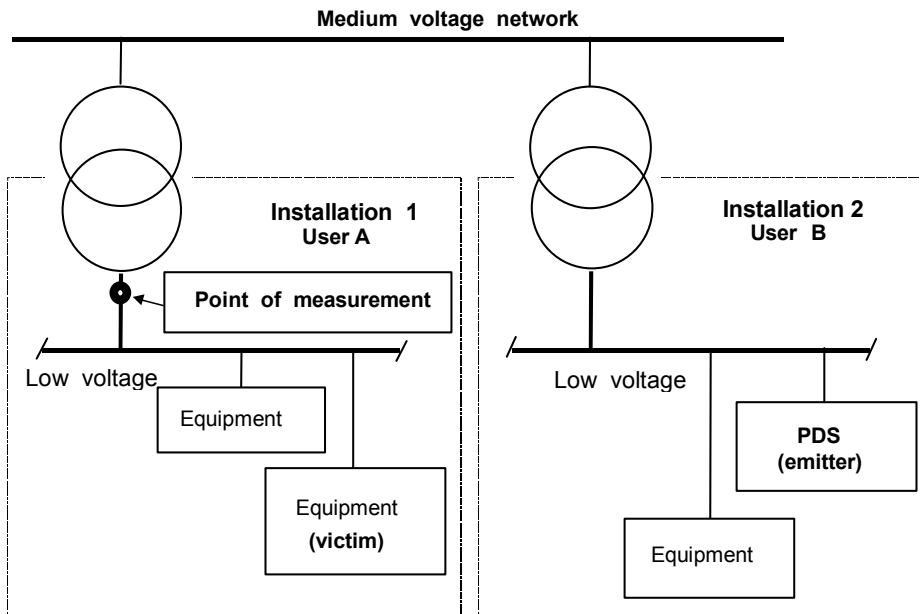 Medium voltage network
Installation 1
User A
Installation 2
User B
Point of measurement
Low voltage
Low voltage
Equipment
PDS
(emitter)
Equipment
(victim)
Equipment